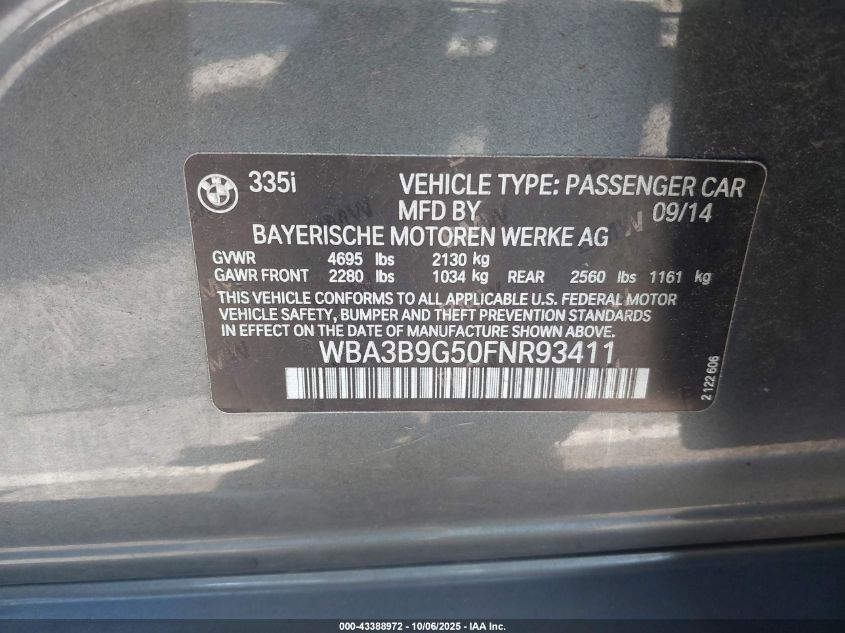 335i VEHICLE TYPE: PASSENGER CAR
MFD BY 09/14
BAYERISCHE MOTOREN WERKE AG
GVWR 4695 lbs 2130 kg
GAWR FRONT 2280 lbs 1034 kg REAR 2560 lbs 1161 kg
THIS VEHICLE CONFORMS TO ALL APPLICABLE U.S. FEDERAL MOTOR
VEHICLE SAFETY, BUMPER AND THEFT PREVENTION STANDARDS
IN EFFECT ON THE DATE OF MANUFACTURE SHOWN ABOVE.
WBA3B9G50FNR93411
2 122 606
000-43388972 | 10/06/2025 - IAA Inc.